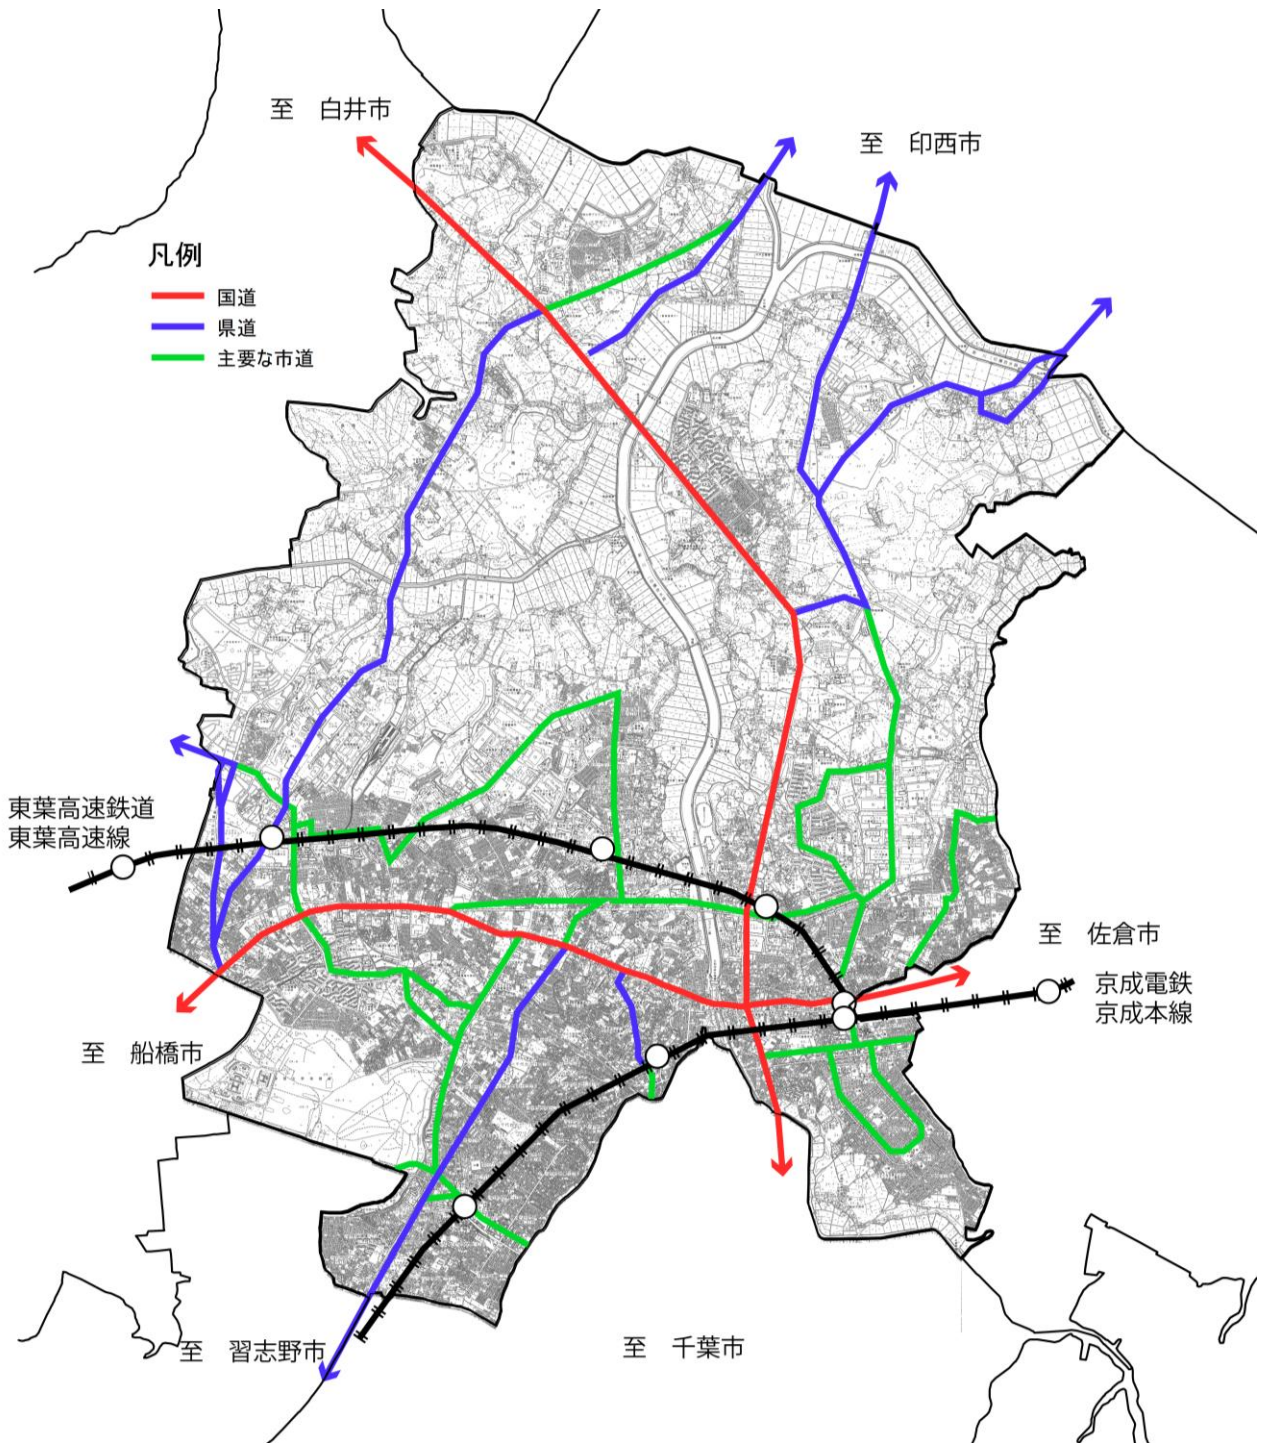 至　白井市
至　印西市
凡例
国道
県道
主要な市道
東葉高速鉄道
東葉高速線
至　佐倉市
京成電鉄
京成本線
至　船橋市
至　習志野市
至　千葉市